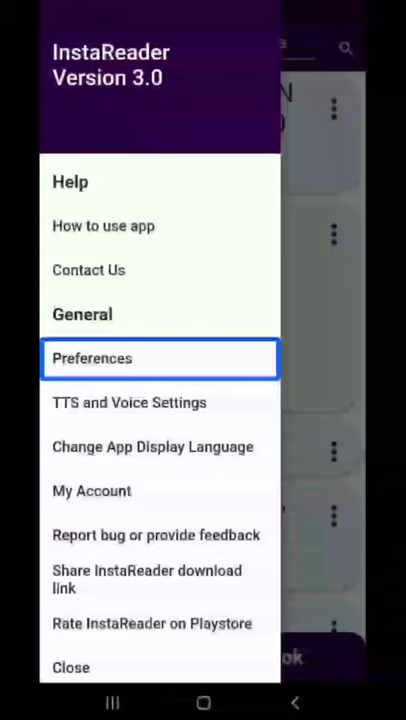 InstaReader
Version 3.0
Help
How to use app
Contact Us
General
Preferences
TTS and Voice Settings
Change App Display Language
My Account
Report bug or provide feedback
Share InstaReader download
link
Rate InstaReader on Playstore
Close